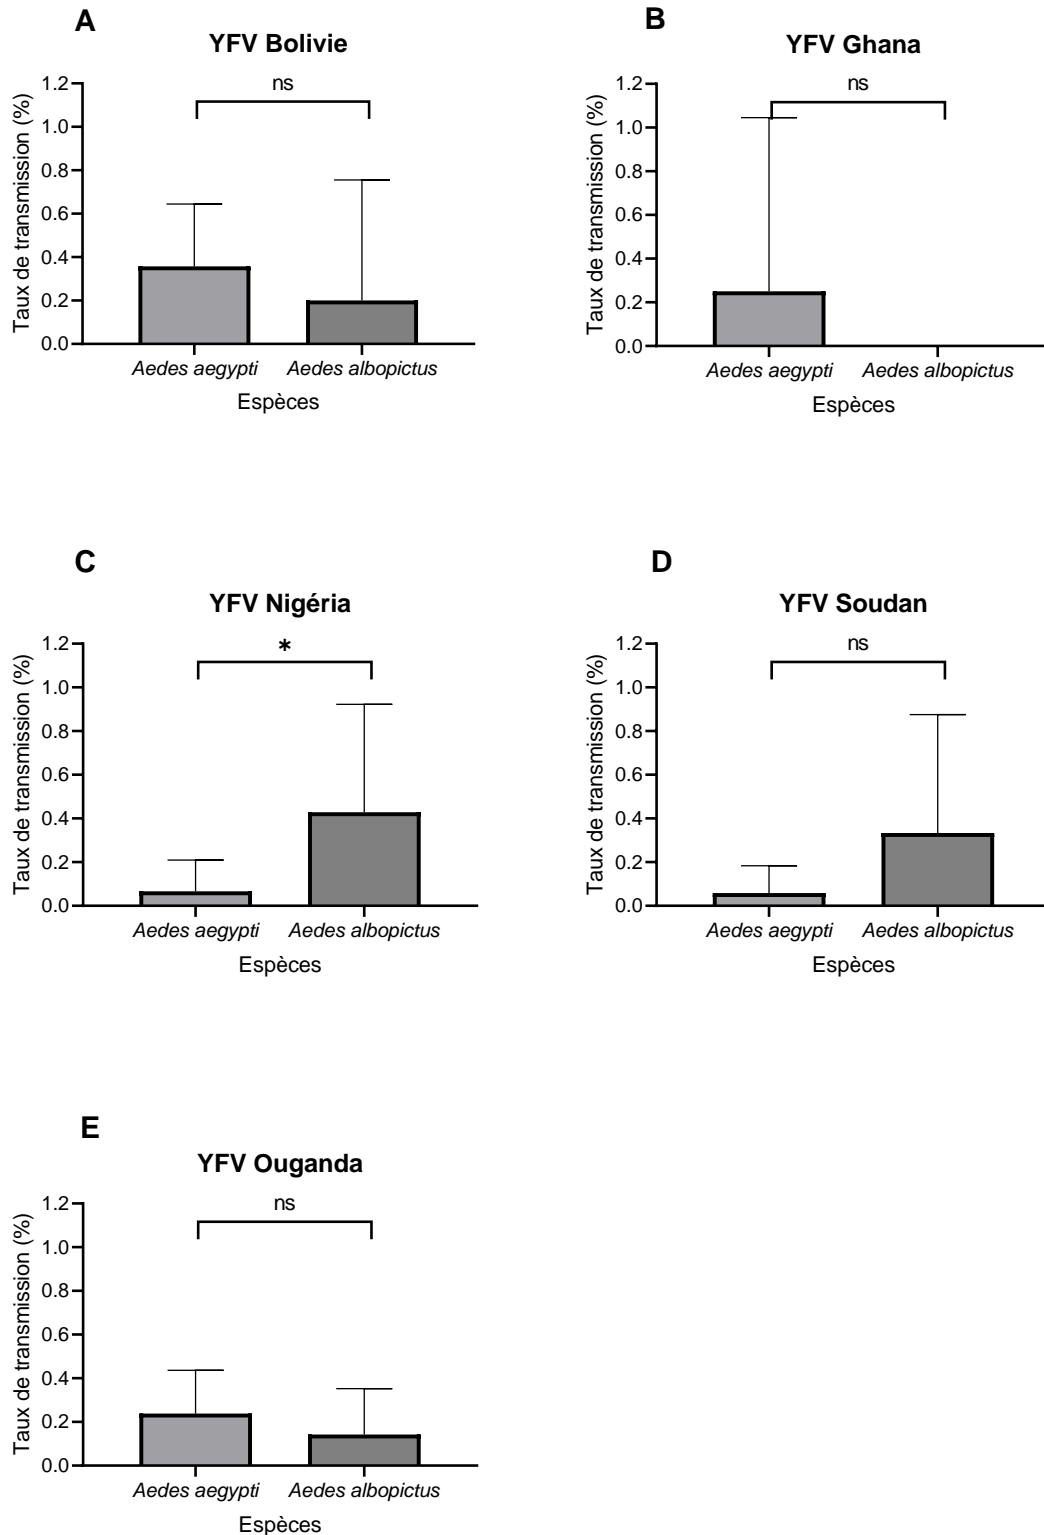 A
YFV Bolivie
ns
Taux de transmission (%)
1.2
1.0
0.8
0.6
0.4
0.2
0.0
Aedes aegypti Aedes albopictus
Espèces
B
YFV Ghana
ns
Taux de transmission (%)
1.2
1.0
0.8
0.6
0.4
0.2
0.0
Aedes aegypti Aedes albopictus
Espèces
C
YFV Nigéria
*
Taux de transmission (%)
1.2
1.0
0.8
0.6
0.4
0.2
0.0
Aedes aegypti Aedes albopictus
Espèces
D
YFV Soudan
ns
Taux de transmission (%)
1.2
1.0
0.8
0.6
0.4
0.2
0.0
Aedes aegypti Aedes albopictus
Espèces
E
YFV Ouganda
ns
Taux de transmission (%)
1.2
1.0
0.8
0.6
0.4
0.2
0.0
Aedes aegypti Aedes albopictus
Espèces